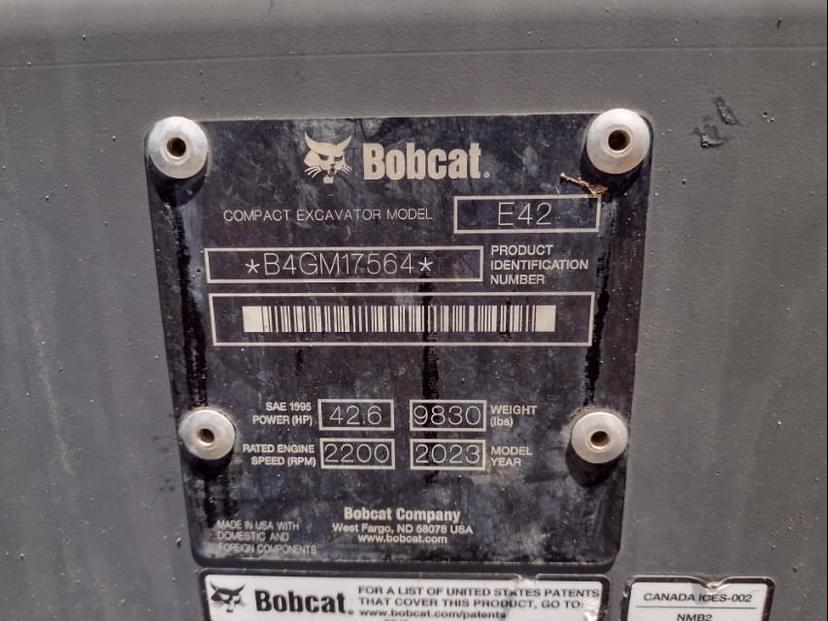 Bobcat.
COMPACT EXCAVATOR MODEL E42
*B4GM17564* PRODUCT
IDENTIFICATION
NUMBER
SAE 1995
POWER (HP) 42.6 9830 WEIGHT
(lbs)
RATED ENGINE
SPEED (RPM) 2200 2023 MODEL
YEAR
Bobcat Company
West Fargo, ND 58078 USA
www.bobcat.com
MADE IN USA WITH
DOMESTIC AND
FOREIGN COMPONENTS
Bobcat. FOR A LIST OF UNITED STATES PATENTS
THAT COVER THIS PRODUCT, GO TO:
www.bobcat.com/patents
CANADA ICES-002
NMB2